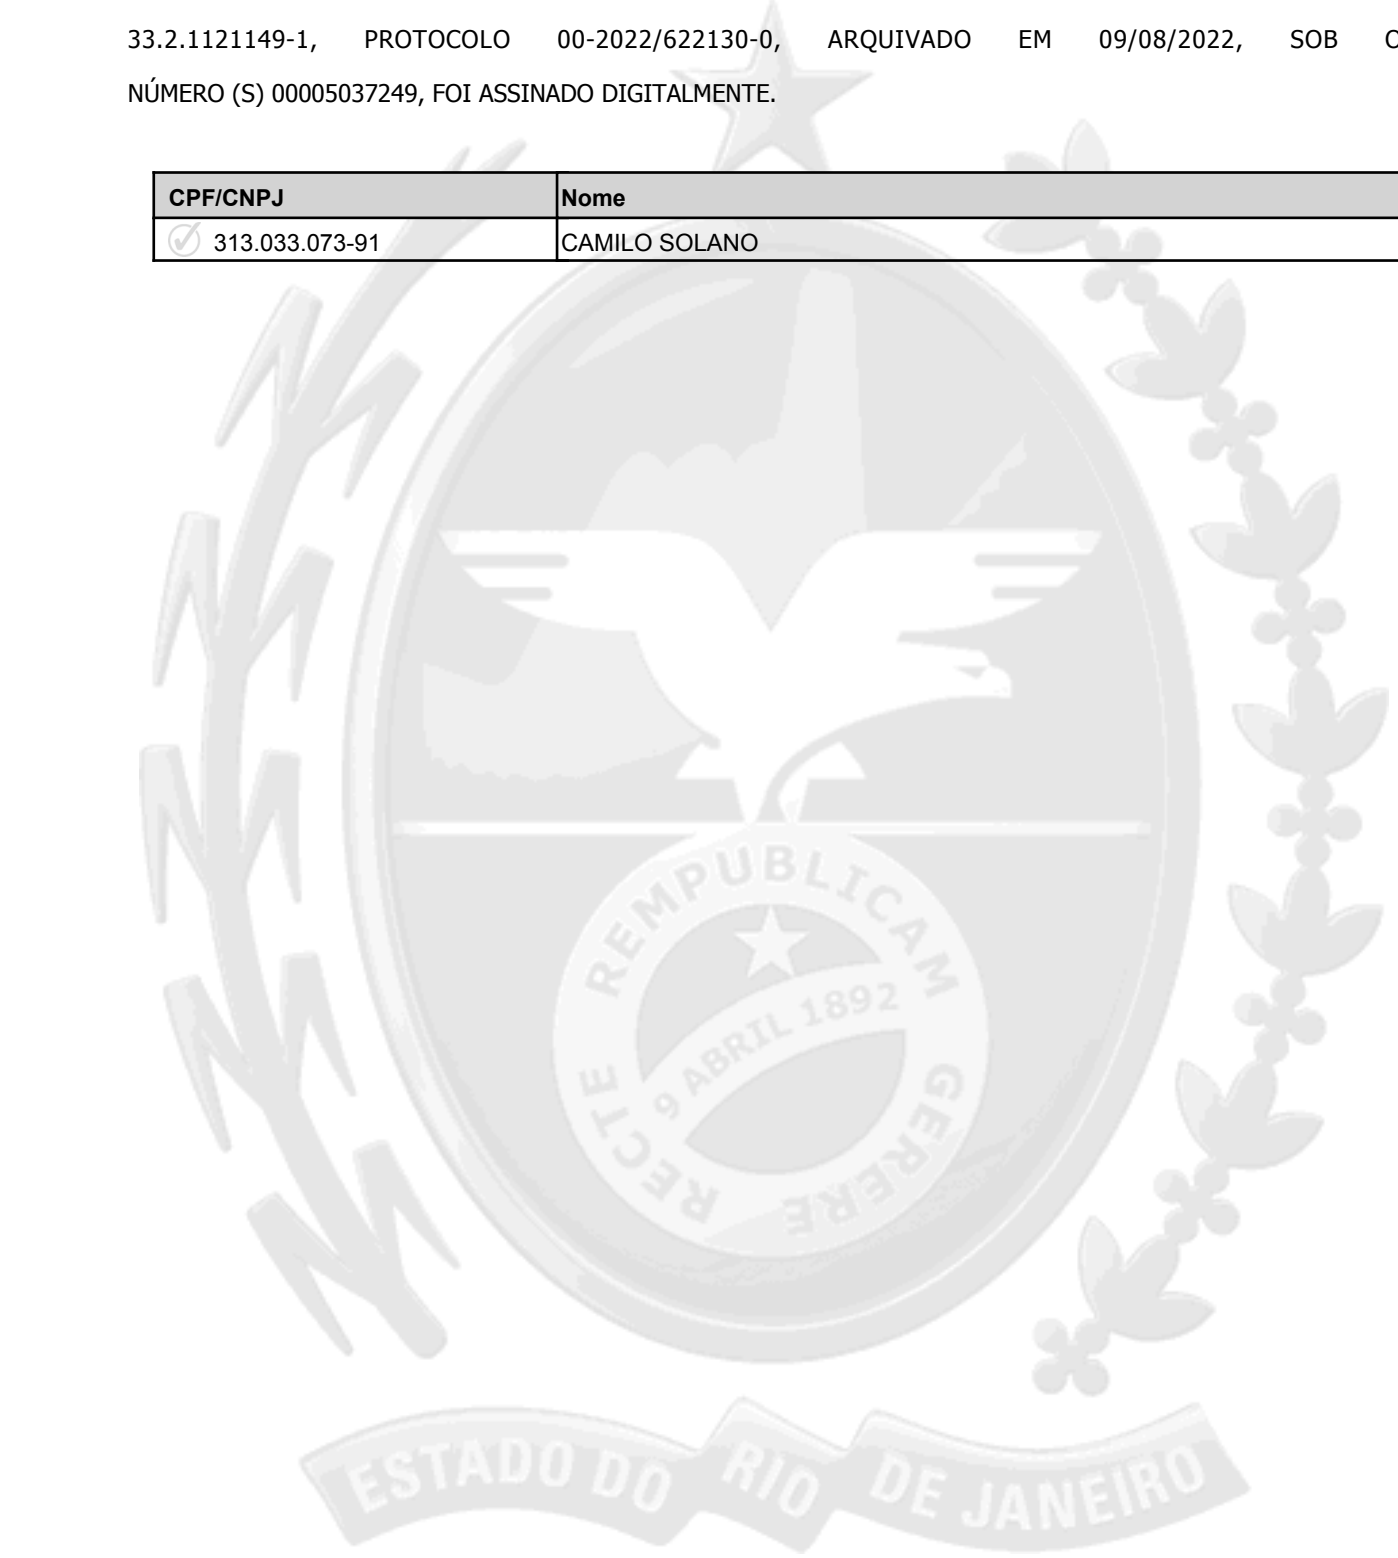 33.2.1121149-1, PROTOCOLO 00-2022/622130-0, ARQUIVADO EM 09/08/2022, SOB O
NÚMERO (S) 00005037249, FOI ASSINADO DIGITALMENTE.
CPF/CNPJ Nome
313.033.073-91 CAMILO SOLANO
RECTE REMPUBLICAM GERERE
9 ABRIL 1892
ESTADO DO RIO DE JANEIRO